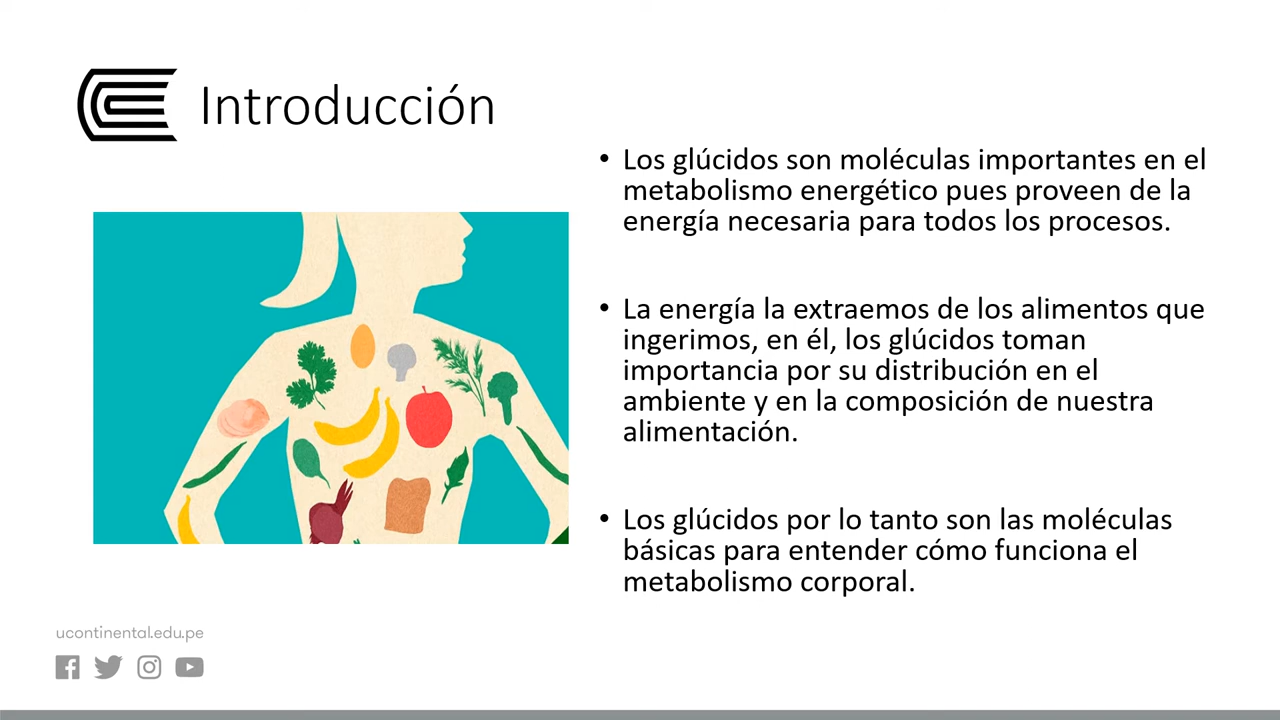 Introducción
• Los glúcidos son moléculas importantes en el
metabolismo energético pues proveen de la
energía necesaria para todos los procesos.
• La energía la extraemos de los alimentos que
ingerimos, en él, los glúcidos toman
importancia por su distribución en el
ambiente y en la composición de nuestra
alimentación.
• Los glúcidos por lo tanto son las moléculas
básicas para entender cómo funciona el
metabolismo corporal.
ucontinental.edu.pe